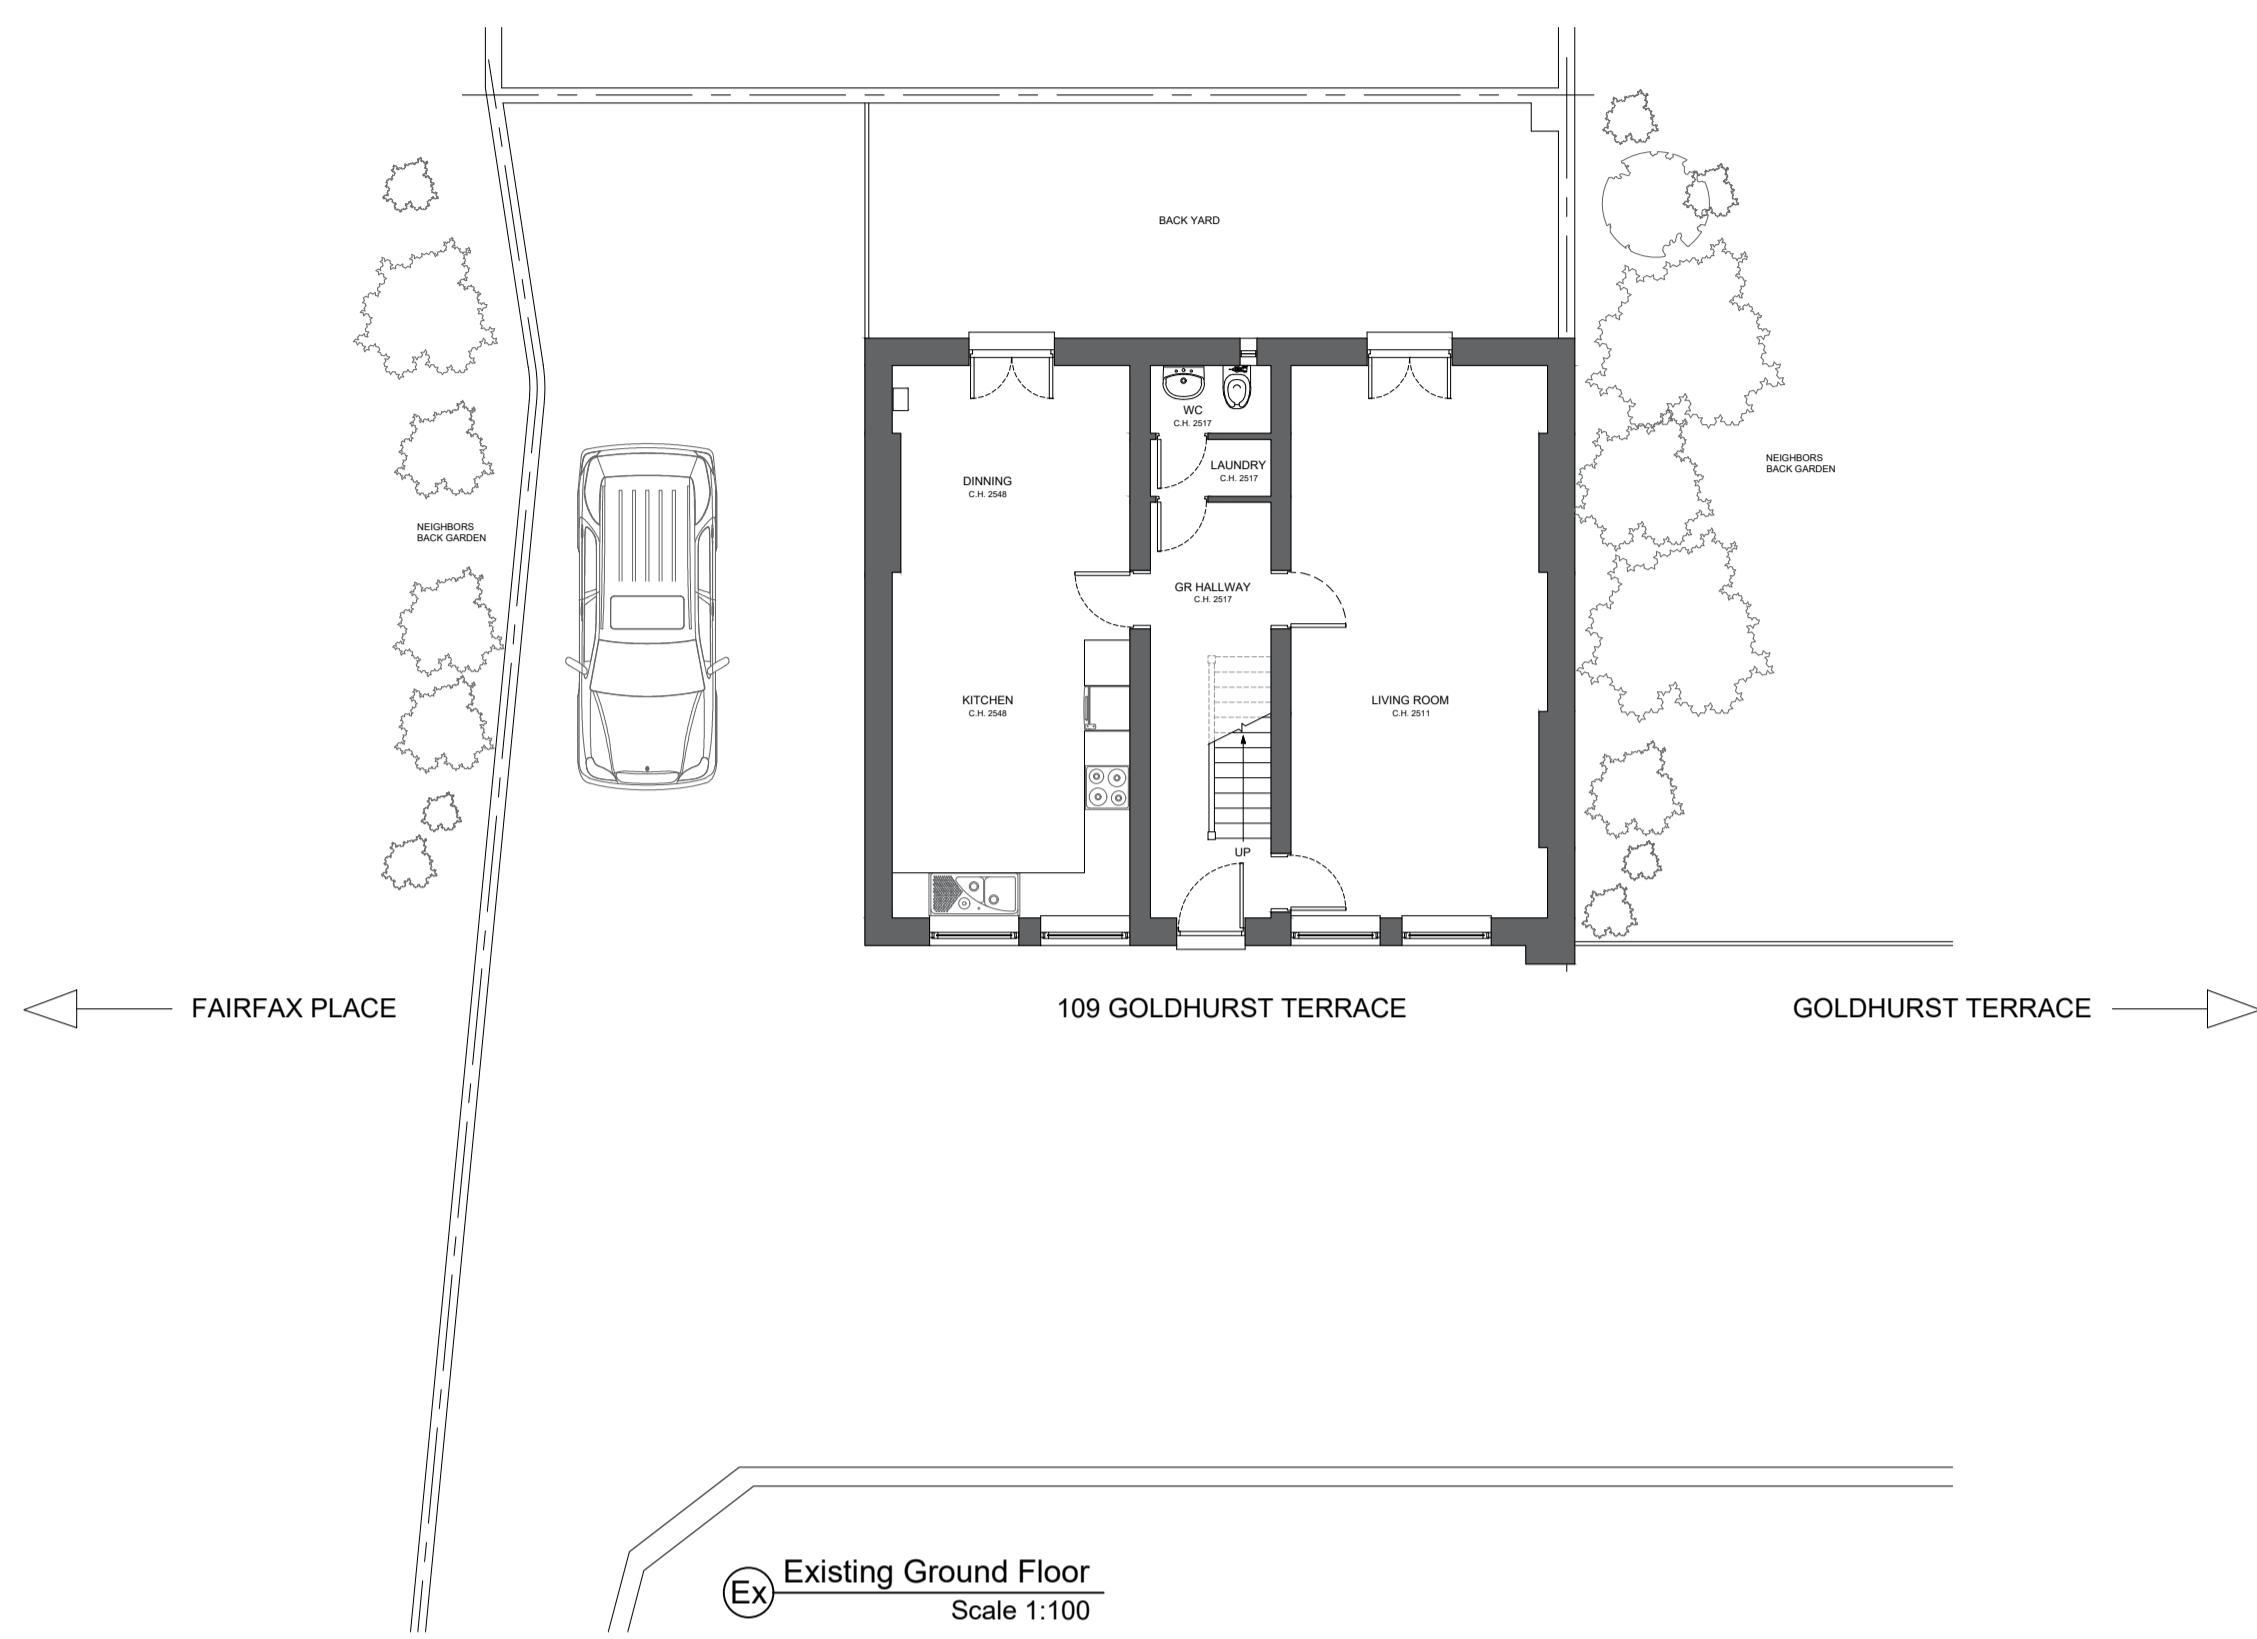 BACK YARD
WC
C.H. 2517
LAUNDRY
C.H. 2517
DINNING
C.H. 2548
NEIGHBORS
BACK GARDEN
NEIGHBORS
BACK GARDEN
GR HALLWAY
C.H. 2517
KITCHEN
C.H. 2548
LIVING ROOM
C.H. 2511
UP
FAIRFAX PLACE
109 GOLDHURST TERRACE
GOLDHURST TERRACE
Ex
Existing Ground Floor
Scale 1:100